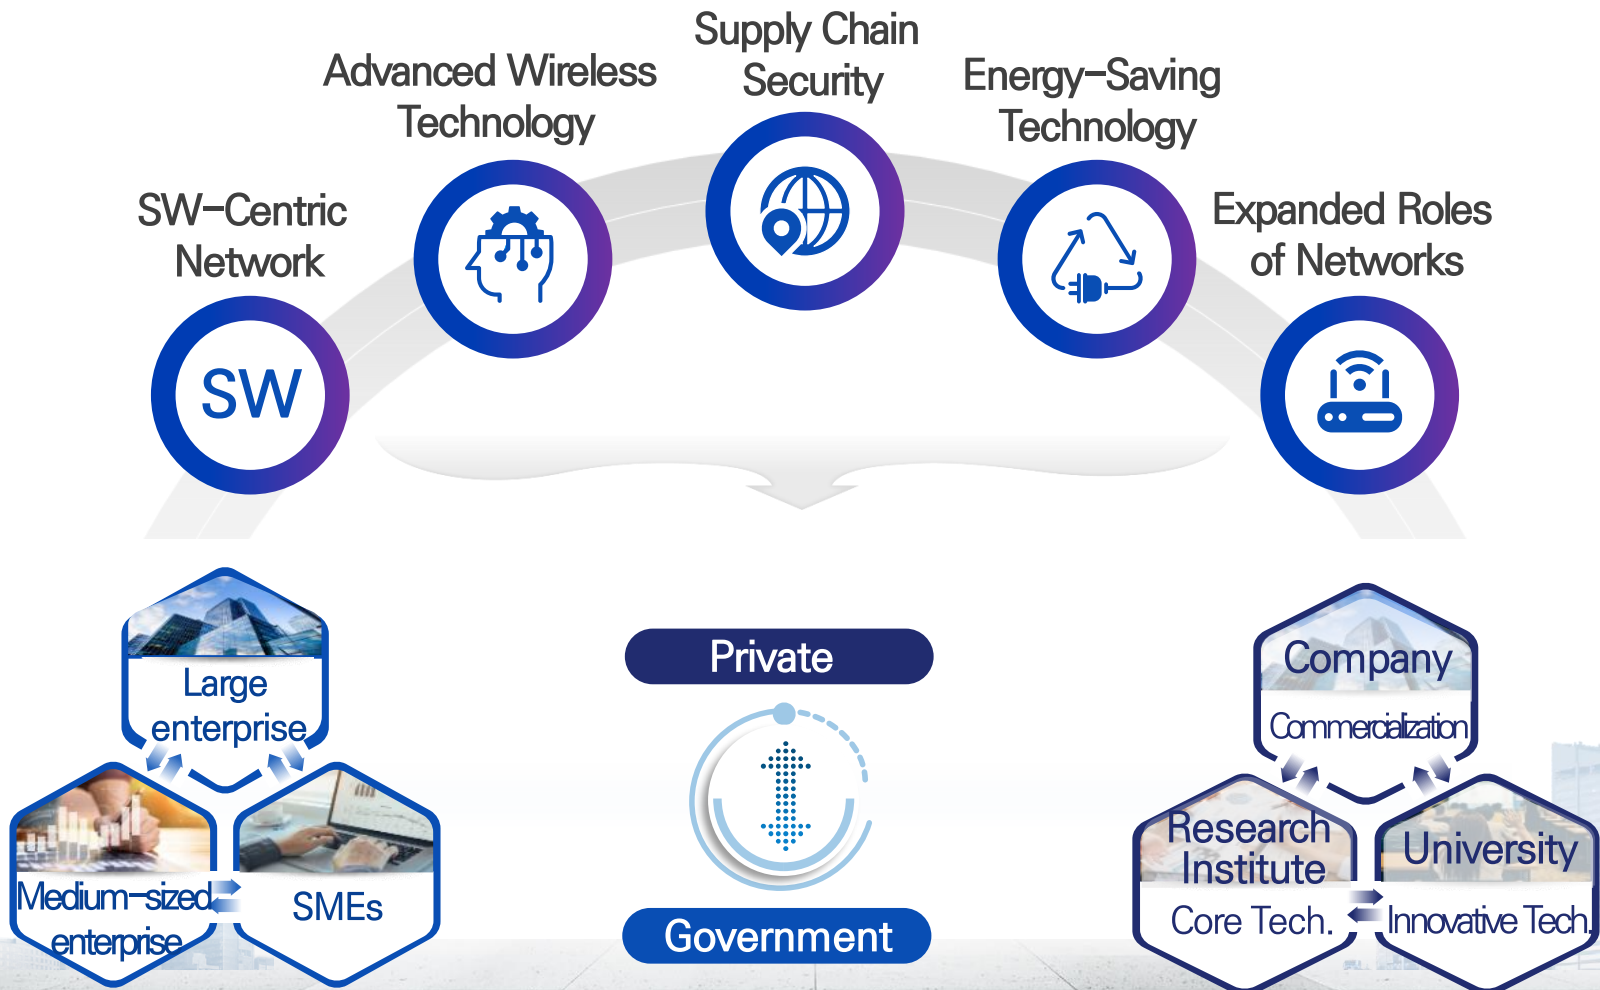 Supply Chain
Security
Advanced Wireless
Technology
Energy-Saving
Technology
SW-Centric
Network
Expanded Roles
of Networks
SW
Large
enterprise
Medium-sized
enterprise
SMEs
Private
Government
Company
Commercialization
Research
Institute
Core Tech.
University
Innovative Tech.